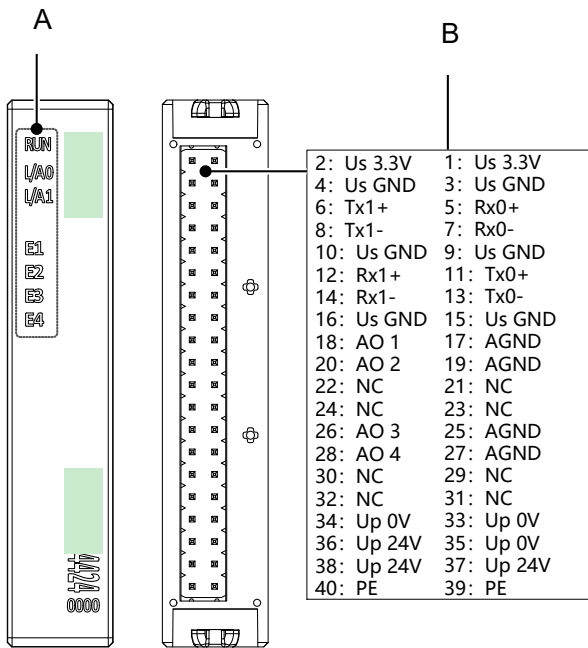 A
B
RUN
L/A0
L/A1
E1
E2
E3
E4
4424
0000
2: Us 3.3V 1: Us 3.3V
4: Us GND 3: Us GND
6: Tx1+ 5: Rx0+
8: Tx1- 7: Rx0-
10: Us GND 9: Us GND
12: Rx1+ 11: Tx0+
14: Rx1- 13: Tx0-
16: Us GND 15: Us GND
18: AO 1 17: AGND
20: AO 2 19: AGND
22: NC 21: NC
24: NC 23: NC
26: AO 3 25: AGND
28: AO 4 27: AGND
30: NC 29: NC
32: NC 31: NC
34: Up 0V 33: Up 0V
36: Up 24V 35: Up 0V
38: Up 24V 37: Up 24V
40: PE 39: PE